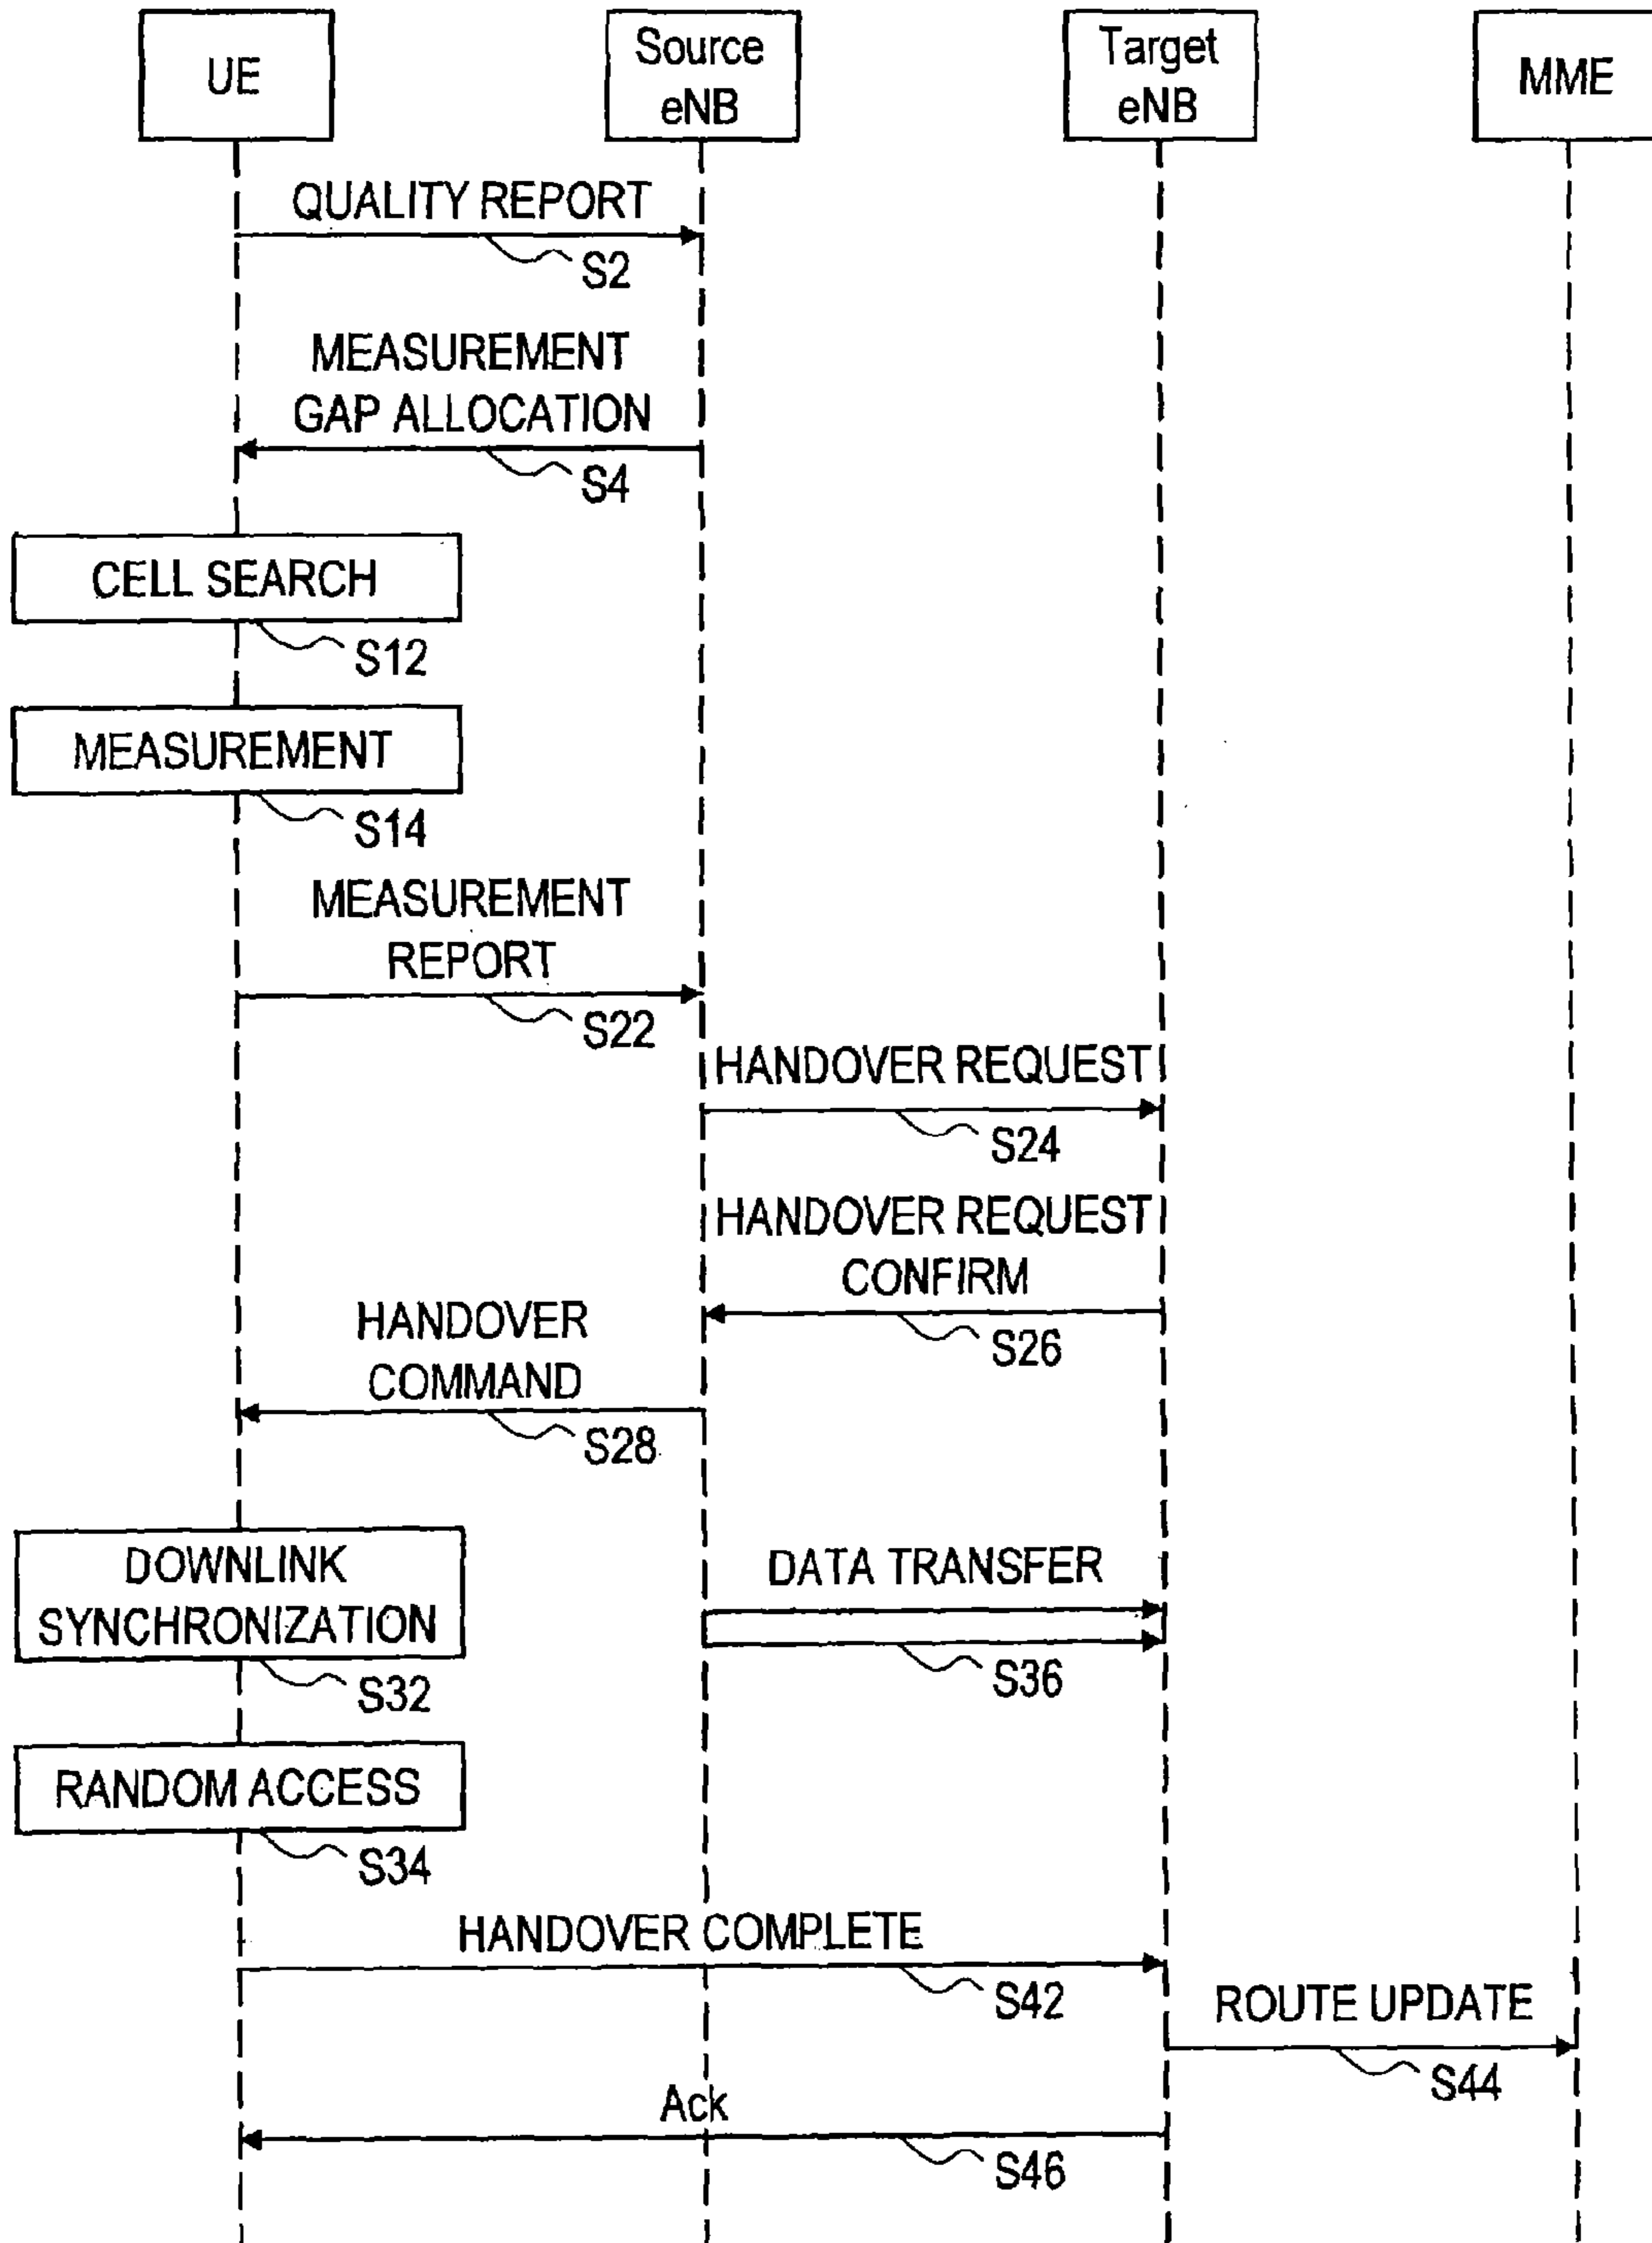 UE
Source
eNB
Target
eNB
MME
QUALITY REPORT
S2
MEASUREMENT
GAP ALLOCATION
S4
CELL SEARCH
S12
MEASUREMENT
S14
MEASUREMENT
REPORT
S22
HANDOVER REQUEST
S24
HANDOVER REQUEST
CONFIRM
S26
HANDOVER
COMMAND
S28
DOWNLINK
SYNCHRONIZATION
S32
DATA TRANSFER
S36
RANDOM ACCESS
S34
HANDOVER COMPLETE
S42
ROUTE UPDATE
S44
Ack
S46